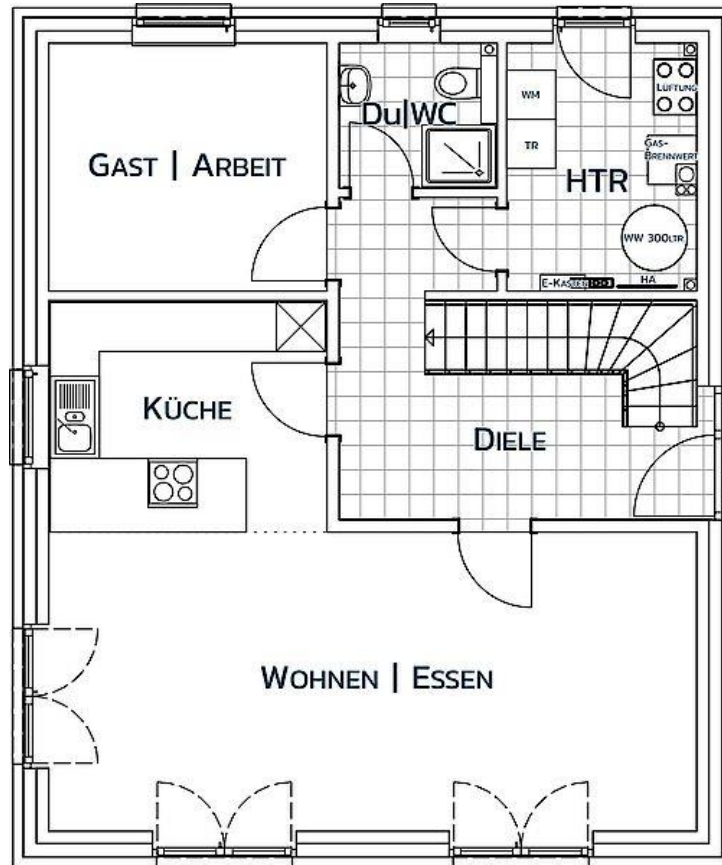 Du|WC
WM
LÜFTUNG
TR
GAS-
BRENNWERT
GAST | ARBEIT
HTR
WW 300LTR
E-KASTEN
HA
KÜCHE
DIELE
WOHNEN | ESSEN